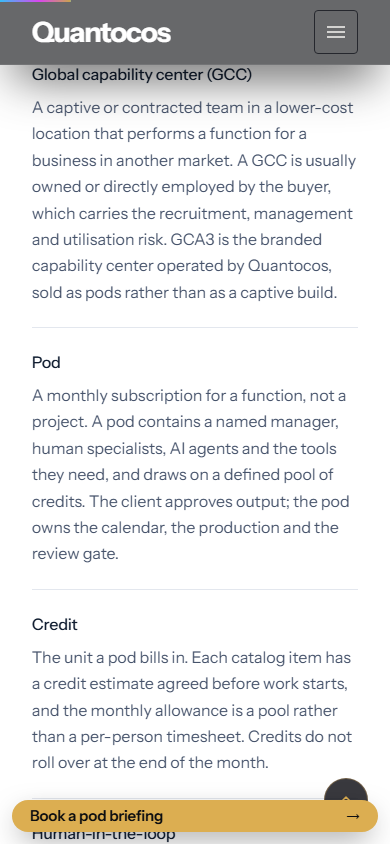 Quantocos
Global capability center (GCC)
A captive or contracted team in a lower-cost
location that performs a function for a
business in another market. A GCC is usually
owned or directly employed by the buyer,
which carries the recruitment, management
and utilisation risk. GCA3 is the branded
capability center operated by Quantocos,
sold as pods rather than as a captive build.
Pod
A monthly subscription for a function, not a
project. A pod contains a named manager,
human specialists, AI agents and the tools
they need, and draws on a defined pool of
credits. The client approves output; the pod
owns the calendar, the production and the
review gate.
Credit
The unit a pod bills in. Each catalog item has
a credit estimate agreed before work starts,
and the monthly allowance is a pool rather
than a per-person timesheet. Credits do not
roll over at the end of the month.
Book a pod briefing →
Human-in-the-loop